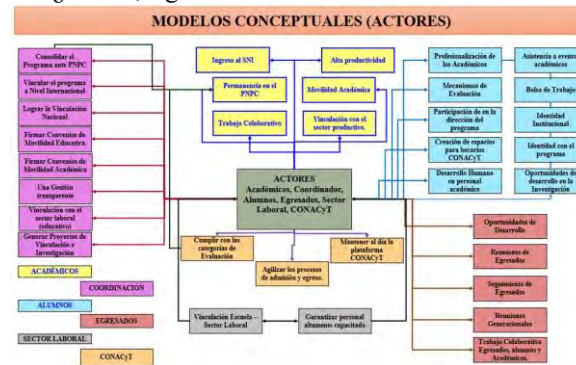 MODELOS CONCEPTUALES (ACTORES)
Consolidar el
Programa ante PNPC
Vincular el programa
a Nivel Internacional
Lograr la Vinculación
Nacional
Firmar Convenios de
Movilidad Educativa
Firmar Convenios de
Movilidad Académica
Una Gestión
transparente
Vinculación con el
sector laboral
(educativo)
Generar Proyectos de
Vinculación e
Investigación
Ingreso al SNI
Alta productividad
Permanencia en el
PNPC
Movilidad Académica
Trabajo Colaborativo
Vinculación con el
sector productivo.
Profesionalización de
los Académicos
Mecanismos de
Evaluación
Participación de en la
dirección del
programa
Creación de espacios
para becarios
CONACyT
Desarrollo Humano
en personal
académico
Asistencia a eventos
académicos
Bolsa de Trabajo
Identidad
Institucional
Identidad con el
programa
Oportunidades de
desarrollo en la
Investigación
ACTORES
Académicos, Coordinador,
Alumnos, Egresados, Sector
Laboral, CONACyT
Cumplir con las
categorías de
Evaluación
Agilizar los procesos
de admisión y egreso.
Mantener al día la
plataforma
CONACyT
Vinculación Escuela –
Sector Laboral
Garantizar personal
altamente capacitado
Oportunidades de
Desarrollo
Reuniones de
Egresados
Seguimiento de
Egresados
Reuniones
Generacionales
Trabajo Colaborativo
Egresados, alumnos y
Académicos.
ACADÉMICOS
COORDINACIÓN
ALUMNOS
EGRESADOS
SECTOR LABORAL
CONACyT